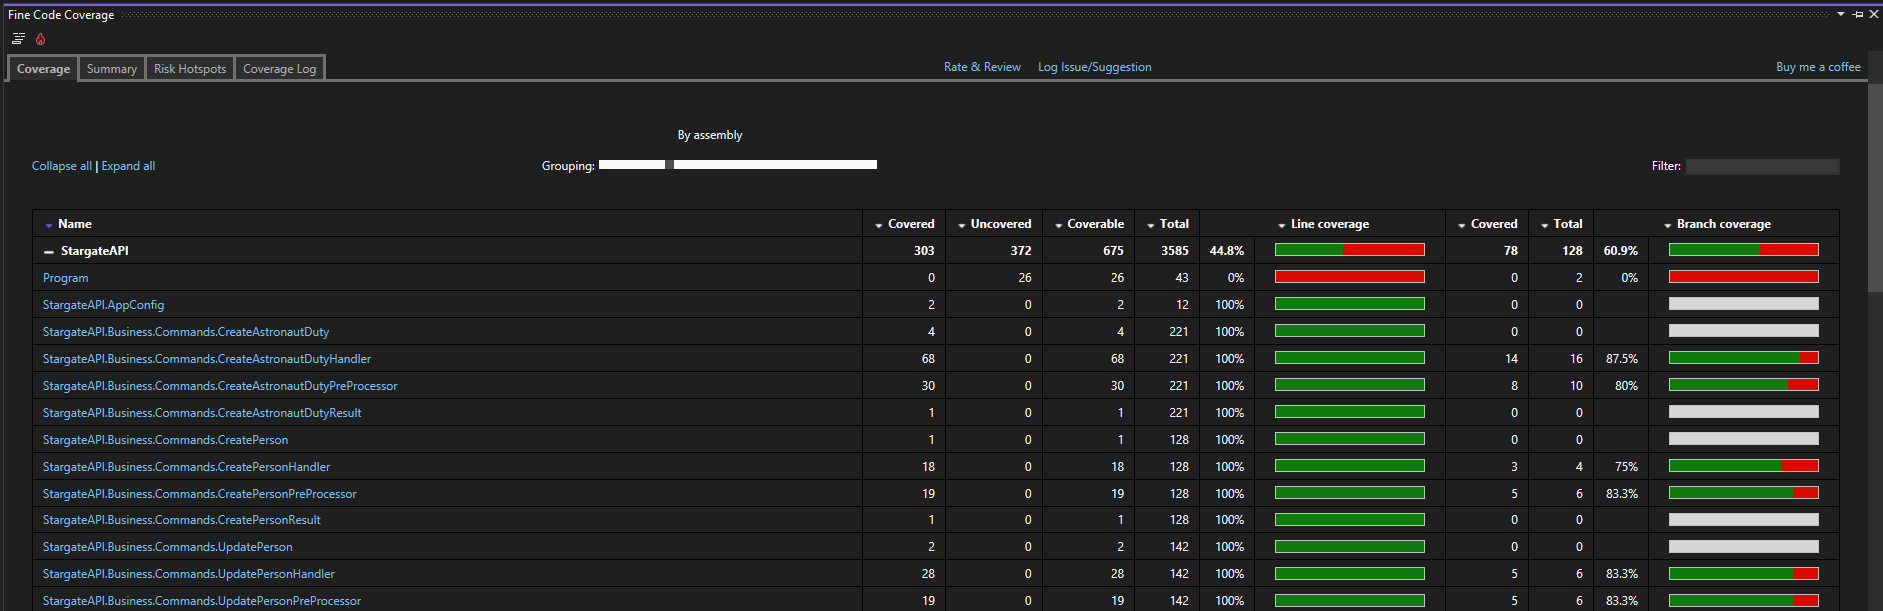 Fine Code Coverage
Coverage Summary Risk Hotspots Coverage Log Rate & Review Log Issue/Suggestion Buy me a coffee
By assembly
Collapse all | Expand all Grouping: Filter:
Name Covered Uncovered Coverable Total Line coverage Covered Total Branch coverage
StargateAPI 303 372 675 3585 44.8% 78 128 60.9%
Program 0 26 26 43 0% 0 2 0%
StargateAPI.AppConfig 2 0 2 12 100% 0 0
StargateAPI.Business.Commands.CreateAstronautDuty 4 0 4 221 100% 0 0
StargateAPI.Business.Commands.CreateAstronautDutyHandler 68 0 68 221 100% 14 16 87.5%
StargateAPI.Business.Commands.CreateAstronautDutyPreProcessor 30 0 30 221 100% 8 10 80%
StargateAPI.Business.Commands.CreateAstronautDutyResult 1 0 1 221 100% 0 0
StargateAPI.Business.Commands.CreatePerson 1 0 1 128 100% 0 0
StargateAPI.Business.Commands.CreatePersonHandler 18 0 18 128 100% 3 4 75%
StargateAPI.Business.Commands.CreatePersonPreProcessor 19 0 19 128 100% 5 6 83.3%
StargateAPI.Business.Commands.CreatePersonResult 1 0 1 128 100% 0 0
StargateAPI.Business.Commands.UpdatePerson 2 0 2 142 100% 0 0
StargateAPI.Business.Commands.UpdatePersonHandler 28 0 28 142 100% 5 6 83.3%
StargateAPI.Business.Commands.UpdatePersonPreProcessor 19 0 19 142 100% 5 6 83.3%